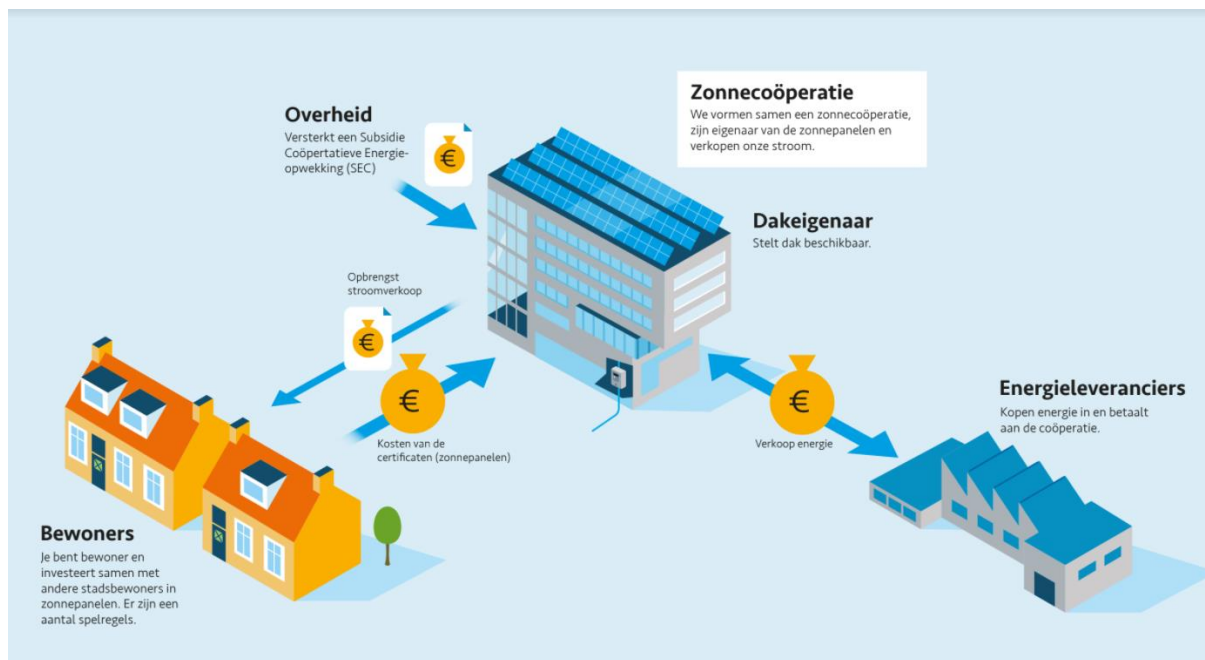 Overheid
Versterkt een Subsidie
Coöpertatieve Energie-
opwekking (SEC)
€
Zonnecoöperatie
We vormen samen een zonnecoöperatie,
zijn eigenaar van de zonnepanelen en
verkopen onze stroom.
Dakeigenaar
Stelt dak beschikbaar.
Opbrengst
stroomverkoop
€
€
Kosten van de
certificaten (zonnepanelen)
€
Verkoop energie
Energieleveranciers
Kopen energie in en betaalt
aan de coöperatie.
Bewoners
Je bent bewoner en
investeert samen met
andere stadsbewoners in
zonnepanelen. Er zijn een
aantal spelregels.